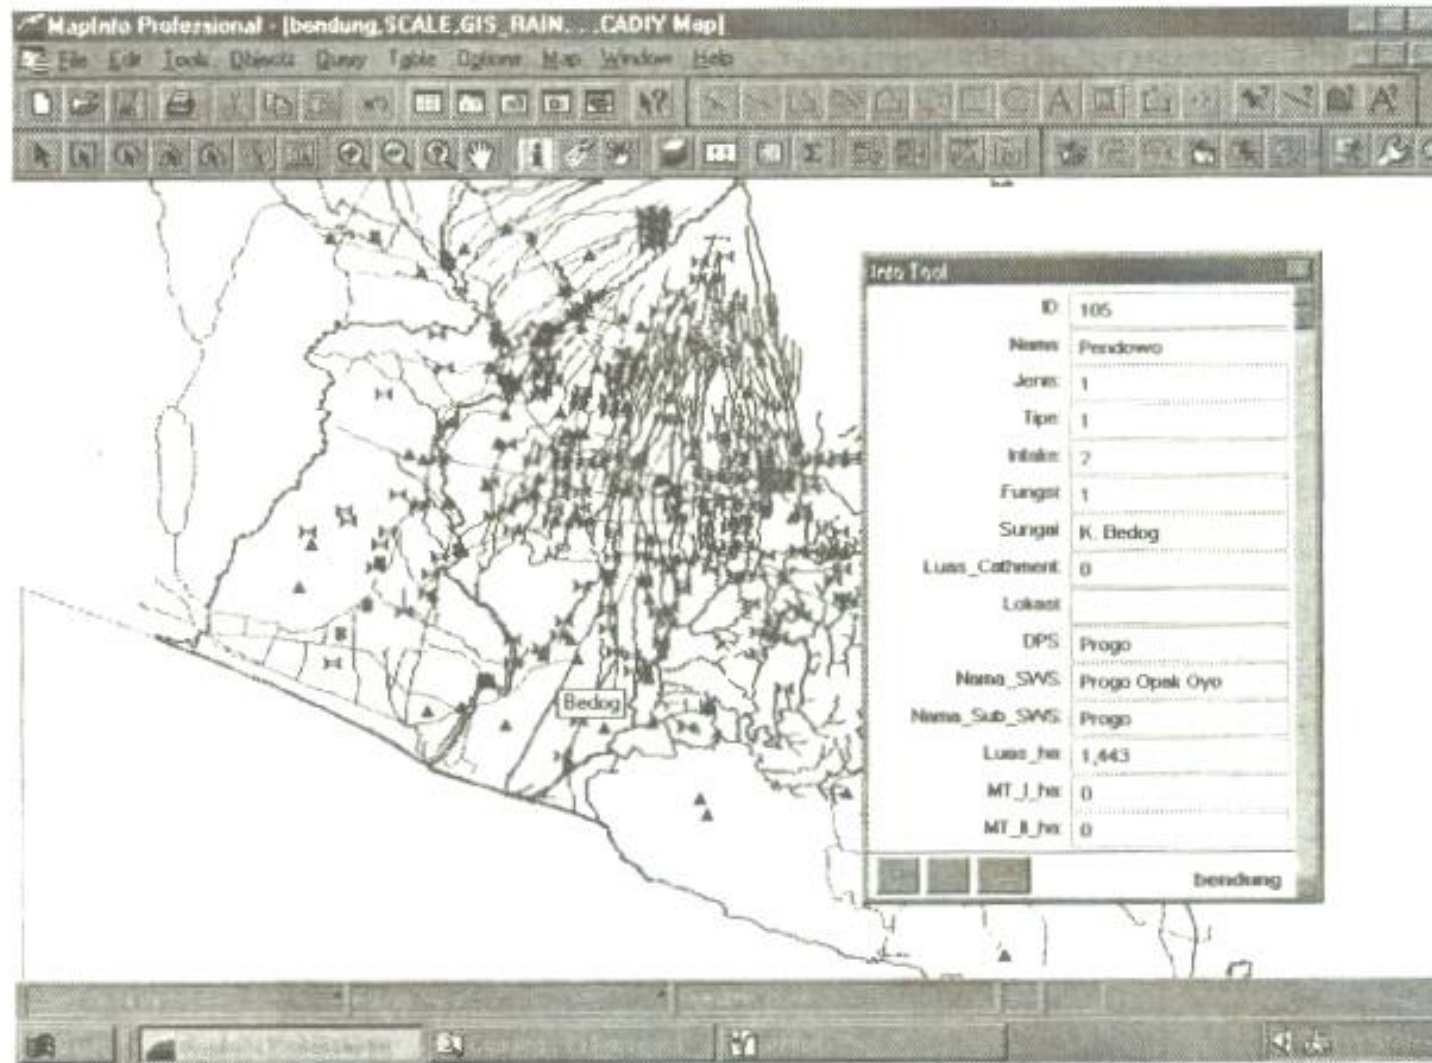 MapInfo Professional - [bendung,SCALE,GIS_RAIN. . .CADIY Map]
File Edit Tools Objects Query Table Options Map Window Help
Bedog
Info Tool
ID: 105
Nama: Pendowo
Jenis: 1
Tipe: 1
Intake: 2
Fungsi: 1
Sungai: K. Bedog
Luas_Cathment: 0
Lokasi:
DPS: Progo
Nama_SWS: Progo Opak Oyo
Nama_Sub_SWS: Progo
Luas_ha: 1,443
MT_I_ha: 0
MT_II_ha: 0
bendung